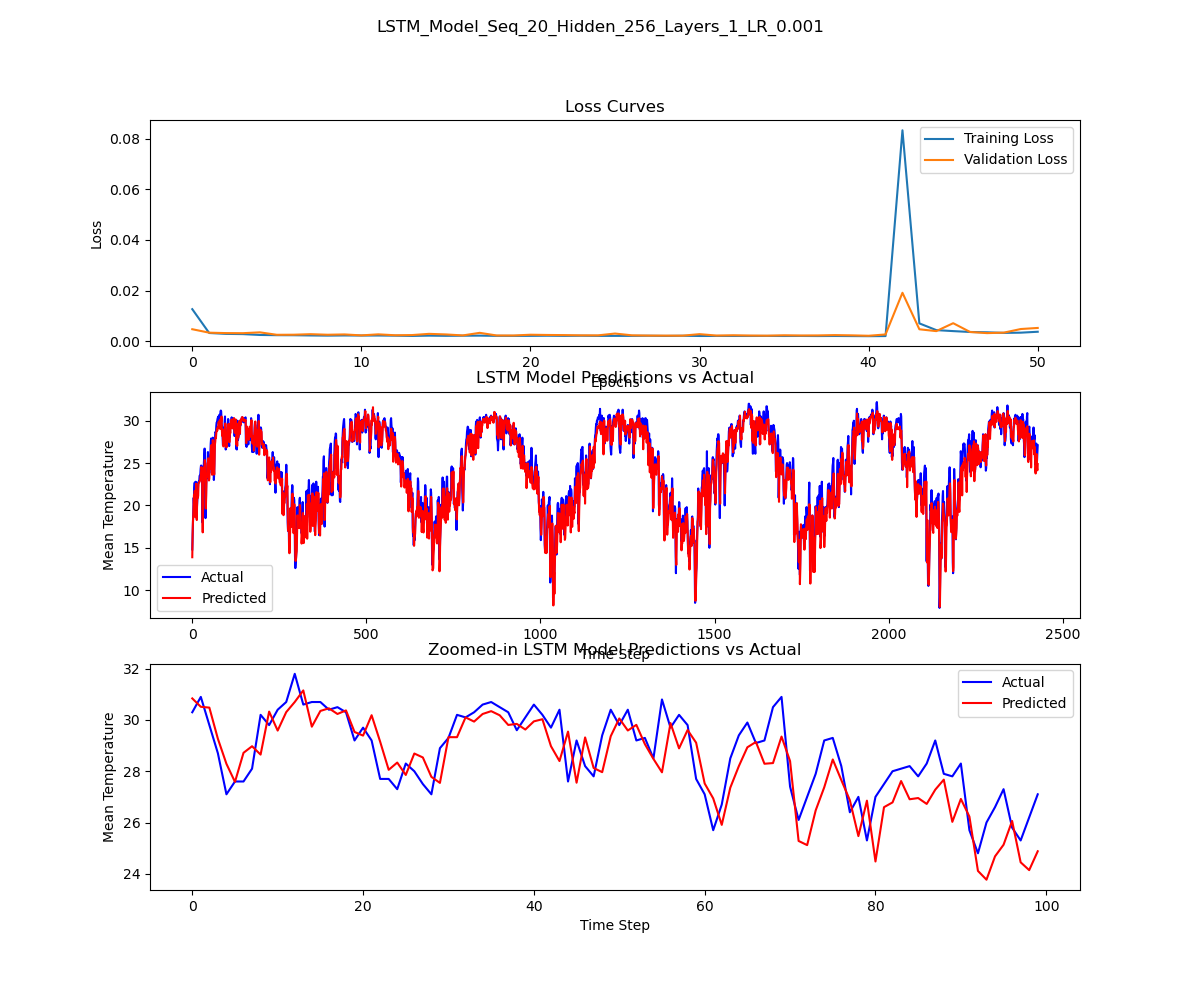 LSTM_Model_Seq_20_Hidden_256_Layers_1_LR_0.001
Loss Curves
Loss
0.08
0.06
0.04
0.02
0.00
Training Loss
Validation Loss
0 10 20 30 40 50
Epochs
LSTM Model Predictions vs Actual
Mean Temperature
30
25
20
15
10
Actual
Predicted
0 500 1000 1500 2000 2500
Time Step
Zoomed-in LSTM Model Predictions vs Actual
Mean Temperature
32
30
28
26
24
Actual
Predicted
0 20 40 60 80 100
Time Step